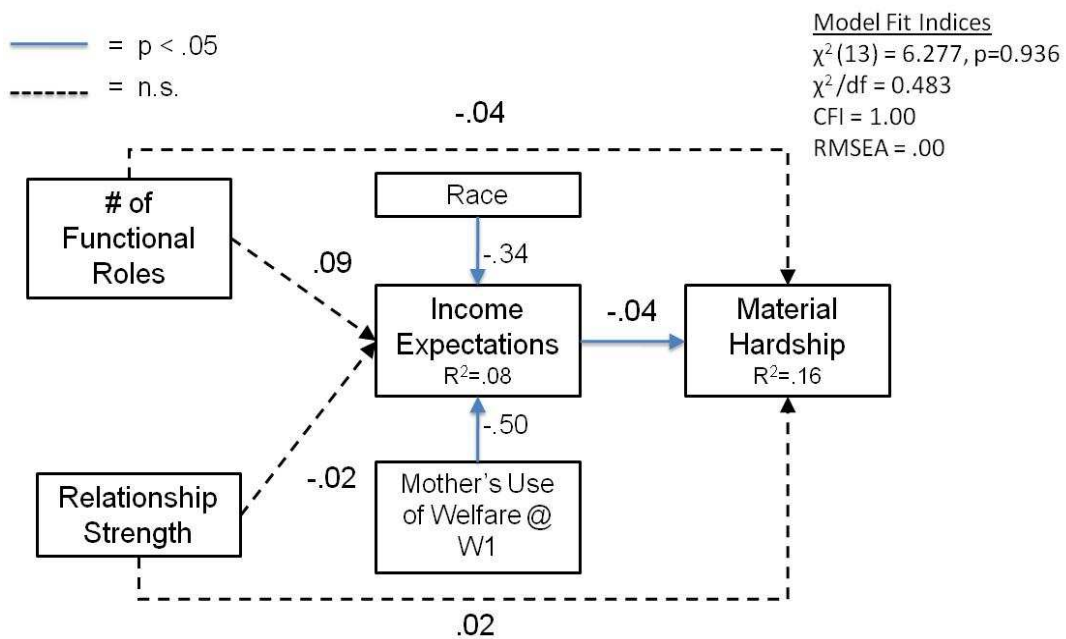 = p < .05
= n.s.
Model Fit Indices
χ²(13) = 6.277, p=0.936
χ²/df = 0.483
CFI = 1.00
RMSEA = .00
-.04
# of
Functional
Roles
Race
-.34
.09
Income
Expectations
R²=.08
-.04
Material
Hardship
R²=.16
-.50
-.02
Relationship
Strength
Mother's Use
of Welfare @
W1
.02